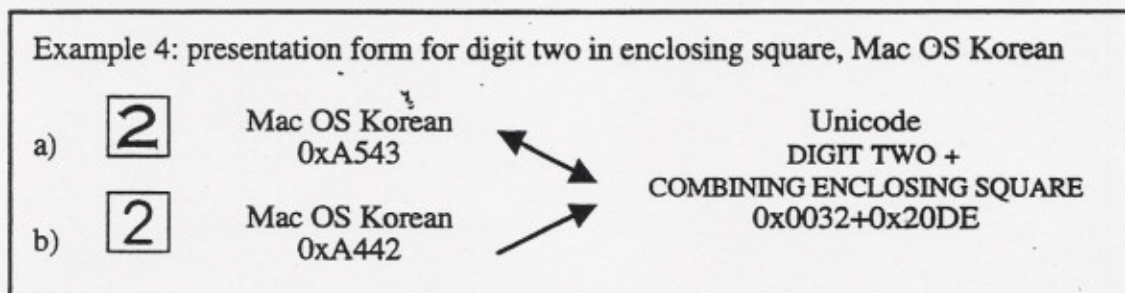 Example 4: presentation form for digit two in enclosing square, Mac OS Korean
a) 2 Mac OS Korean
0xA543
b) 2 Mac OS Korean
0xA442
Unicode
DIGIT TWO +
COMBINING ENCLOSING SQUARE
0x0032+0x20DE